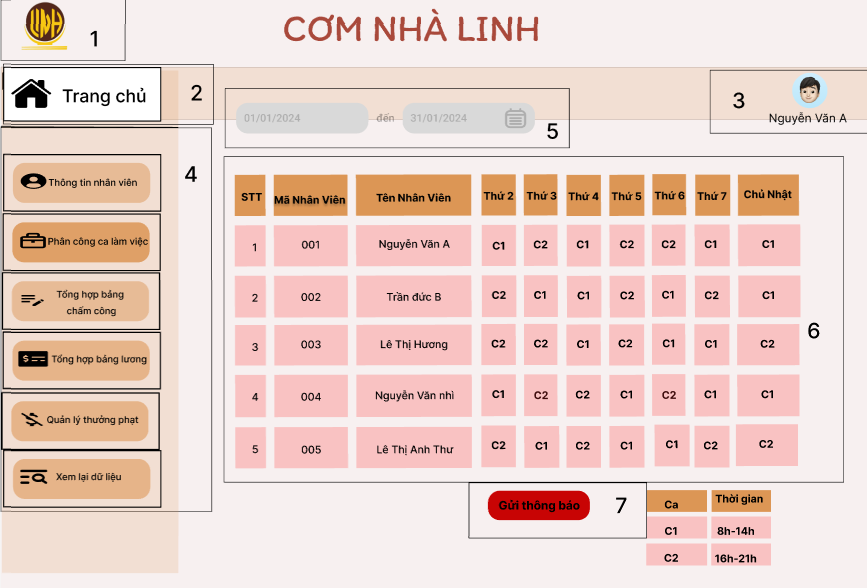 LINH
1
CƠM NHÀ LINH
Trang chủ
2
3
Nguyễn Văn A
01/01/2024 đến 31/01/2024
5
4
Thông tin nhân viên
Phân công ca làm việc
Tổng hợp bảng
chấm công
Tổng hợp bảng lương
Quản lý thưởng phạt
Xem lại dữ liệu
STT Mã Nhân Viên Tên Nhân Viên Thứ 2 Thứ 3 Thứ 4 Thứ 5 Thứ 6 Thứ 7 Chủ Nhật
1 001 Nguyễn Văn A C1 C2 C1 C2 C2 C1 C1
2 002 Trần đức B C2 C1 C1 C2 C1 C2 C1
3 003 Lê Thị Hương C2 C2 C1 C2 C1 C1 C2
4 004 Nguyễn Văn nhì C1 C2 C2 C1 C2 C1 C1
5 005 Lê Thị Anh Thư C2 C1 C2 C1 C1 C2 C2
6
Gửi thông báo
7
Ca Thời gian
C1 8h-14h
C2 16h-21h